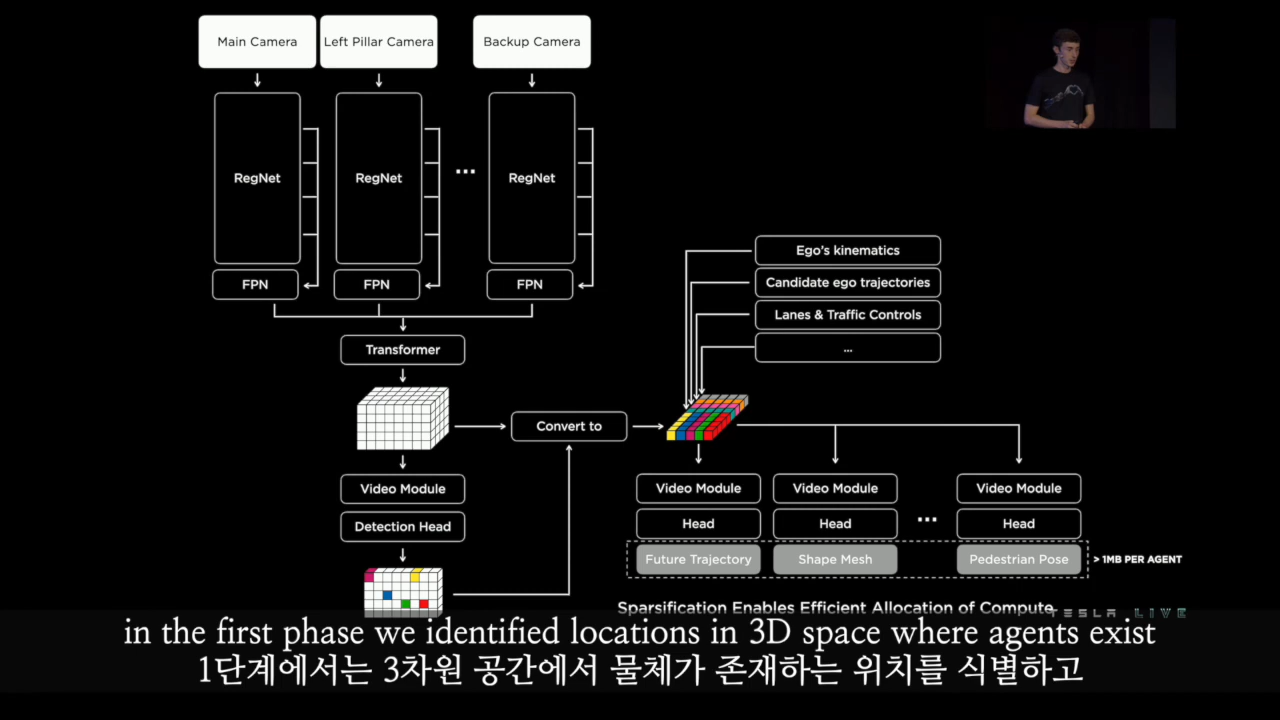 Main Camera
Left Pillar Camera
Backup Camera
RegNet
RegNet
...
RegNet
FPN
FPN
FPN
Ego's kinematics
Candidate ego trajectories
Lanes & Traffic Controls
...
Transformer
Convert to
Video Module
Detection Head
Video Module
Video Module
Video Module
Head
Head
...
Head
Future Trajectory
Shape Mesh
Pedestrian Pose
> 1MB PER AGENT
Sparsification Enables Efficient Allocation of Compute
TESLA LIVE
in the first phase we identified locations in 3D space where agents exist
1단계에서는 3차원 공간에서 물체가 존재하는 위치를 식별하고